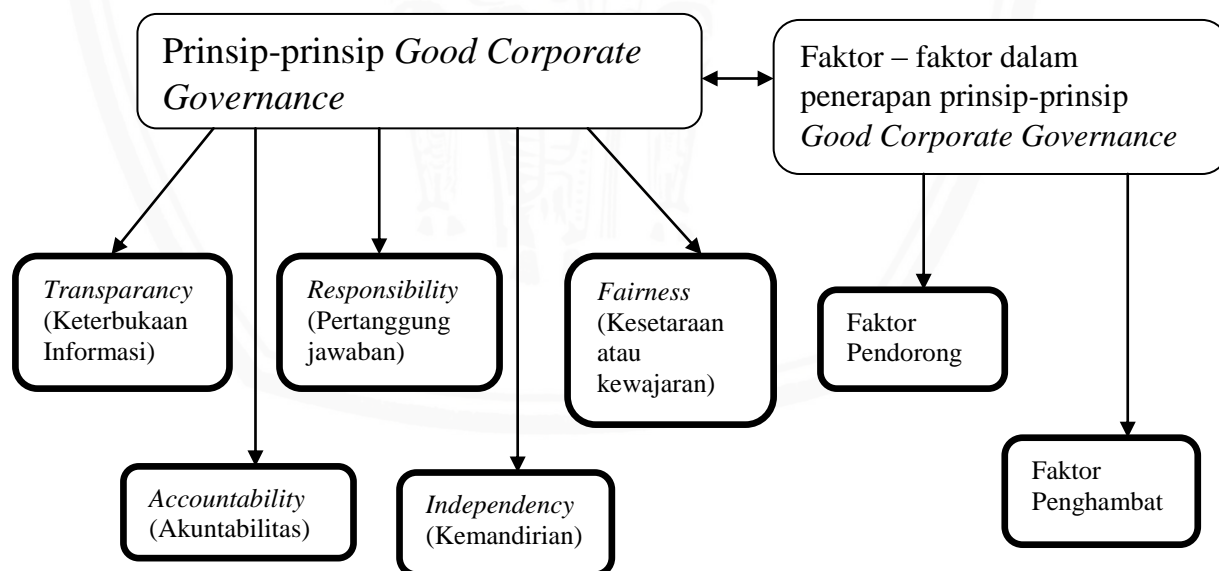 Prinsip-prinsip Good Corporate
Governance
Faktor – faktor dalam
penerapan prinsip-prinsip
Good Corporate Governance
Transparancy
(Keterbukaan
Informasi)
Responsibility
(Pertanggung
jawaban)
Fairness
(Kesetaraan
atau
kewajaran)
Faktor
Pendorong
Accountability
(Akuntabilitas)
Independency
(Kemandirian)
Faktor
Penghambat